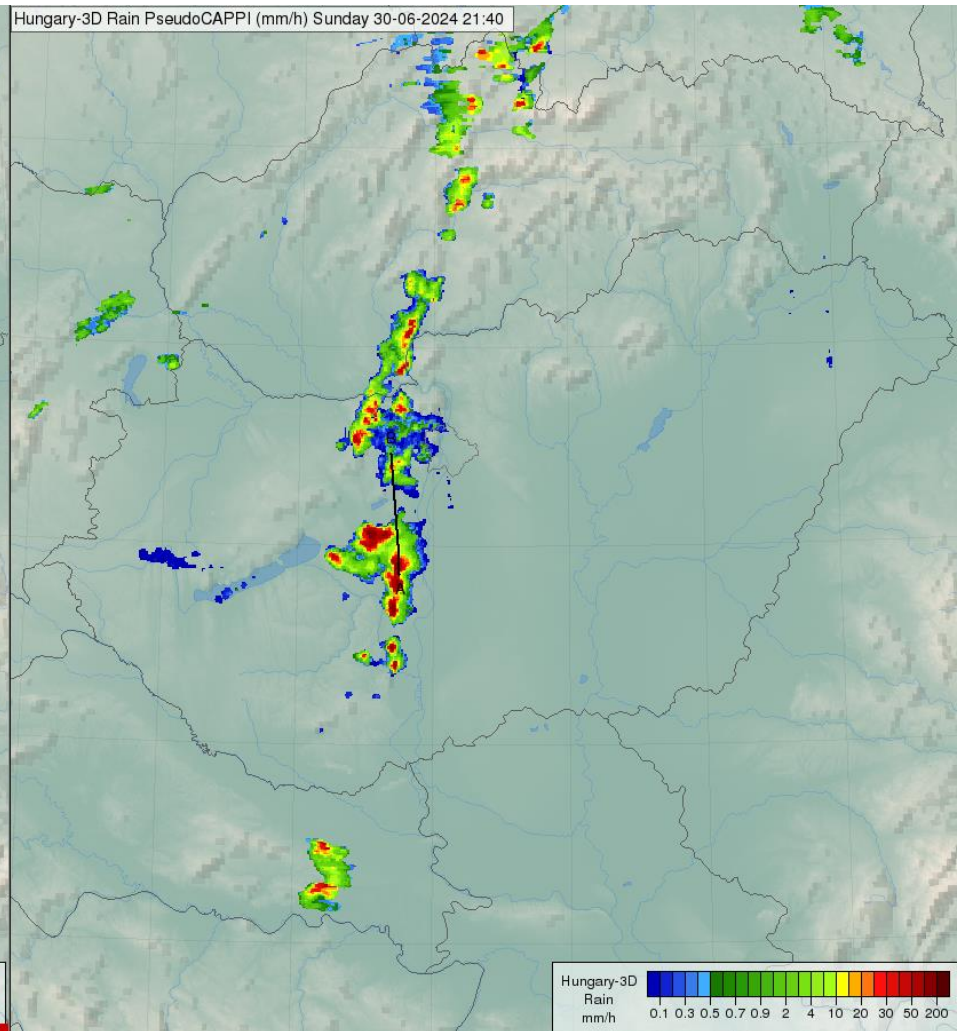 Hungary-3D Rain PseudoCAPPI (mm/h) Sunday 30-06-2024 21:40
Hungary-3D
Rain
mm/h
0.1 0.3 0.5 0.7 0.9 2 4 10 20 30 50 200